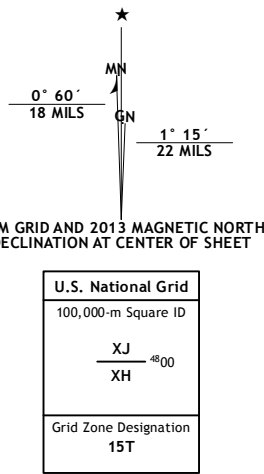 ★
MN
0° 60´
18 MILS
GN
1° 15´
22 MILS
M GRID AND 2013 MAGNETIC NORTH
DECLINATION AT CENTER OF SHEET
U.S. National Grid
100,000-m Square ID
XJ
4800
XH
Grid Zone Designation
15T